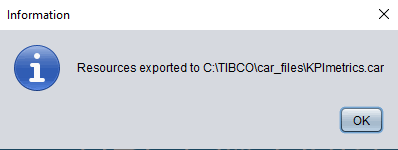 Information
Resources exported to C:\TIBCO\car_files\KPImetrics.car
OK